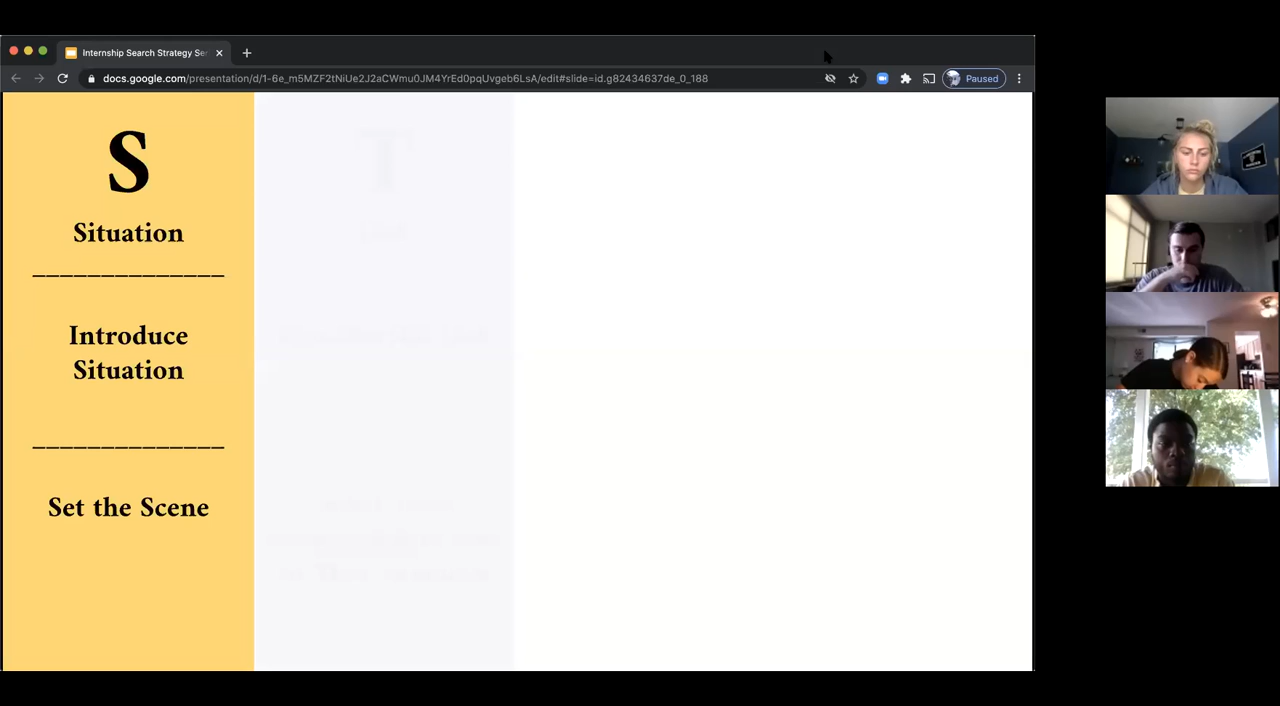 Internship Search Strategy Ser
docs.google.com/presentation/d/1-6e_m5MZF2tNiUe2J2aCWmu0JM4YrEd0pqUvgeb6LsA/edit#slide=id.g82434637de_0_188
Paused
S
Situation
Introduce
Situation
Set the Scene
T